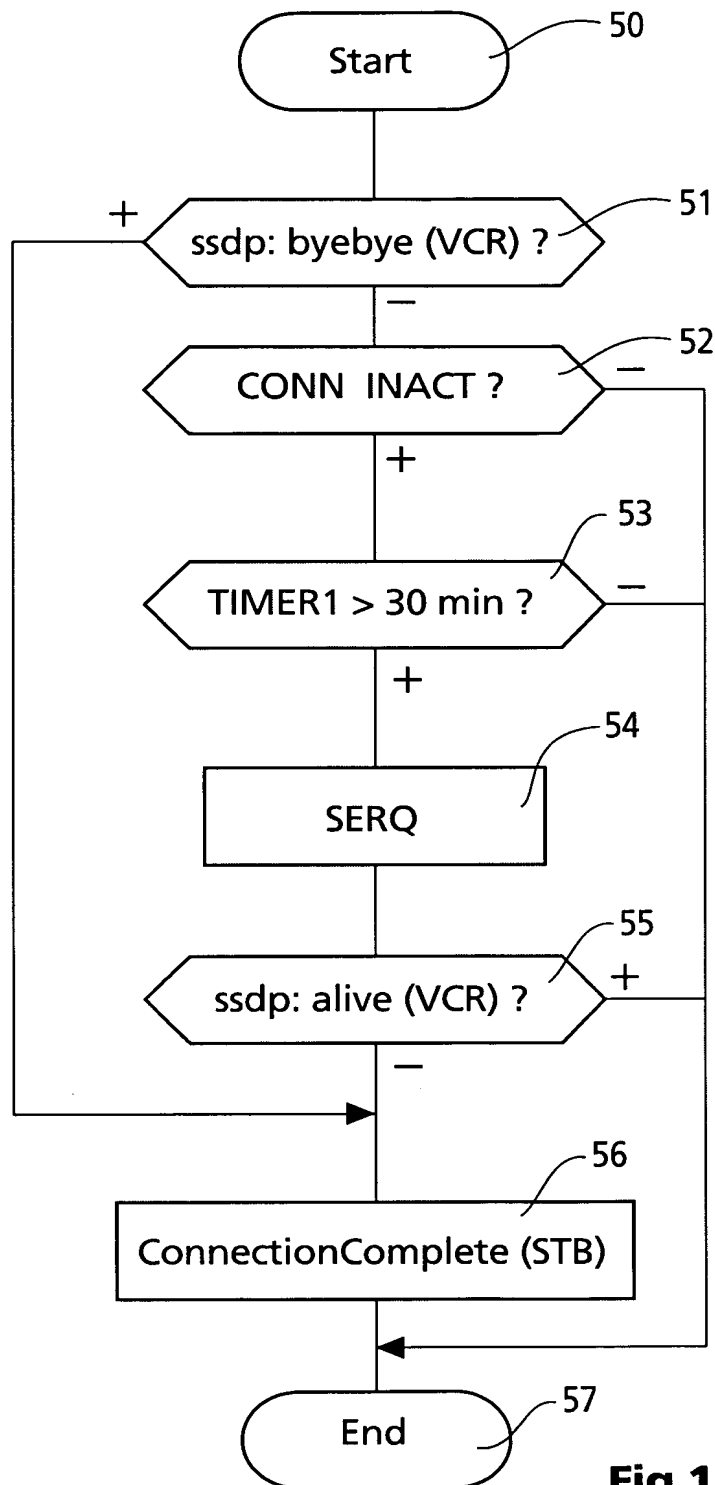 50
Start
51
+
ssdp: byebye (VCR) ?
−
52
CONN INACT ?
−
+
53
TIMER1 > 30 min ?
−
+
54
SERQ
55
ssdp: alive (VCR) ?
+
−
56
ConnectionComplete (STB)
57
End
Fig.1